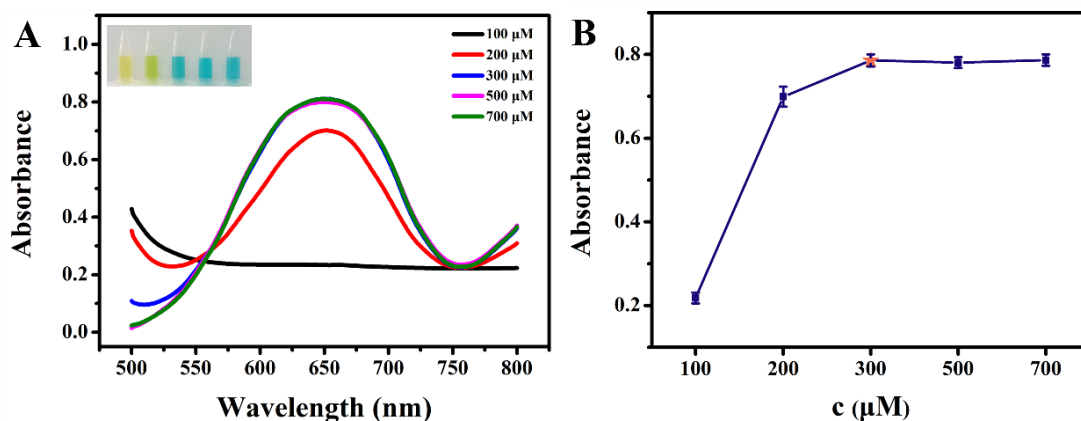 A
100 μM
200 μM
300 μM
500 μM
700 μM
1.0
0.8
0.6
0.4
0.2
0.0
Absorbance
500 550 600 650 700 750 800
Wavelength (nm)
B
0.8
0.6
0.4
0.2
Absorbance
100 200 300 500 700
c (μM)